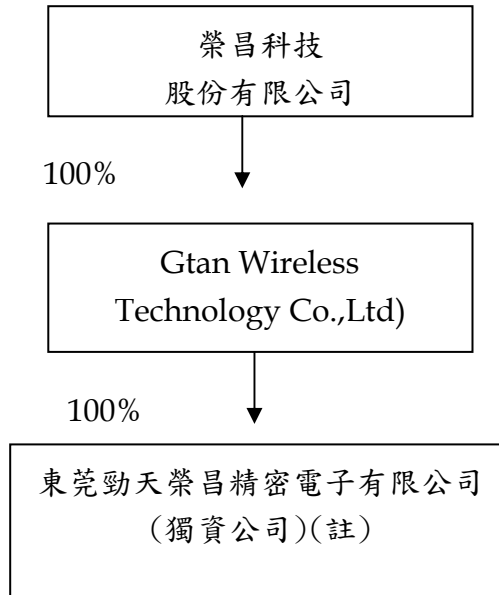 榮昌科技
股份有限公司
100%
Gtan Wireless
Technology Co.,Ltd)
100%
東莞勁天榮昌精密電子有限公司
(獨資公司)(註)